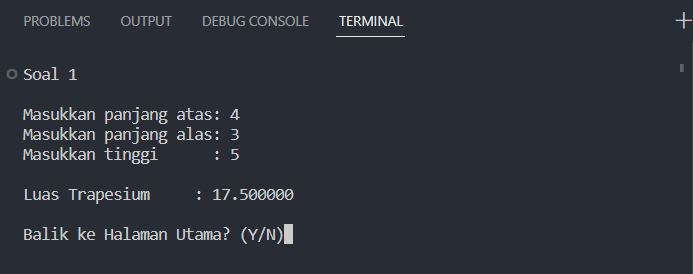 PROBLEMS OUTPUT DEBUG CONSOLE TERMINAL
Soal 1
Masukkan panjang atas: 4
Masukkan panjang alas: 3
Masukkan tinggi      : 5
Luas Trapesium     : 17.500000
Balik ke Halaman Utama? (Y/N)